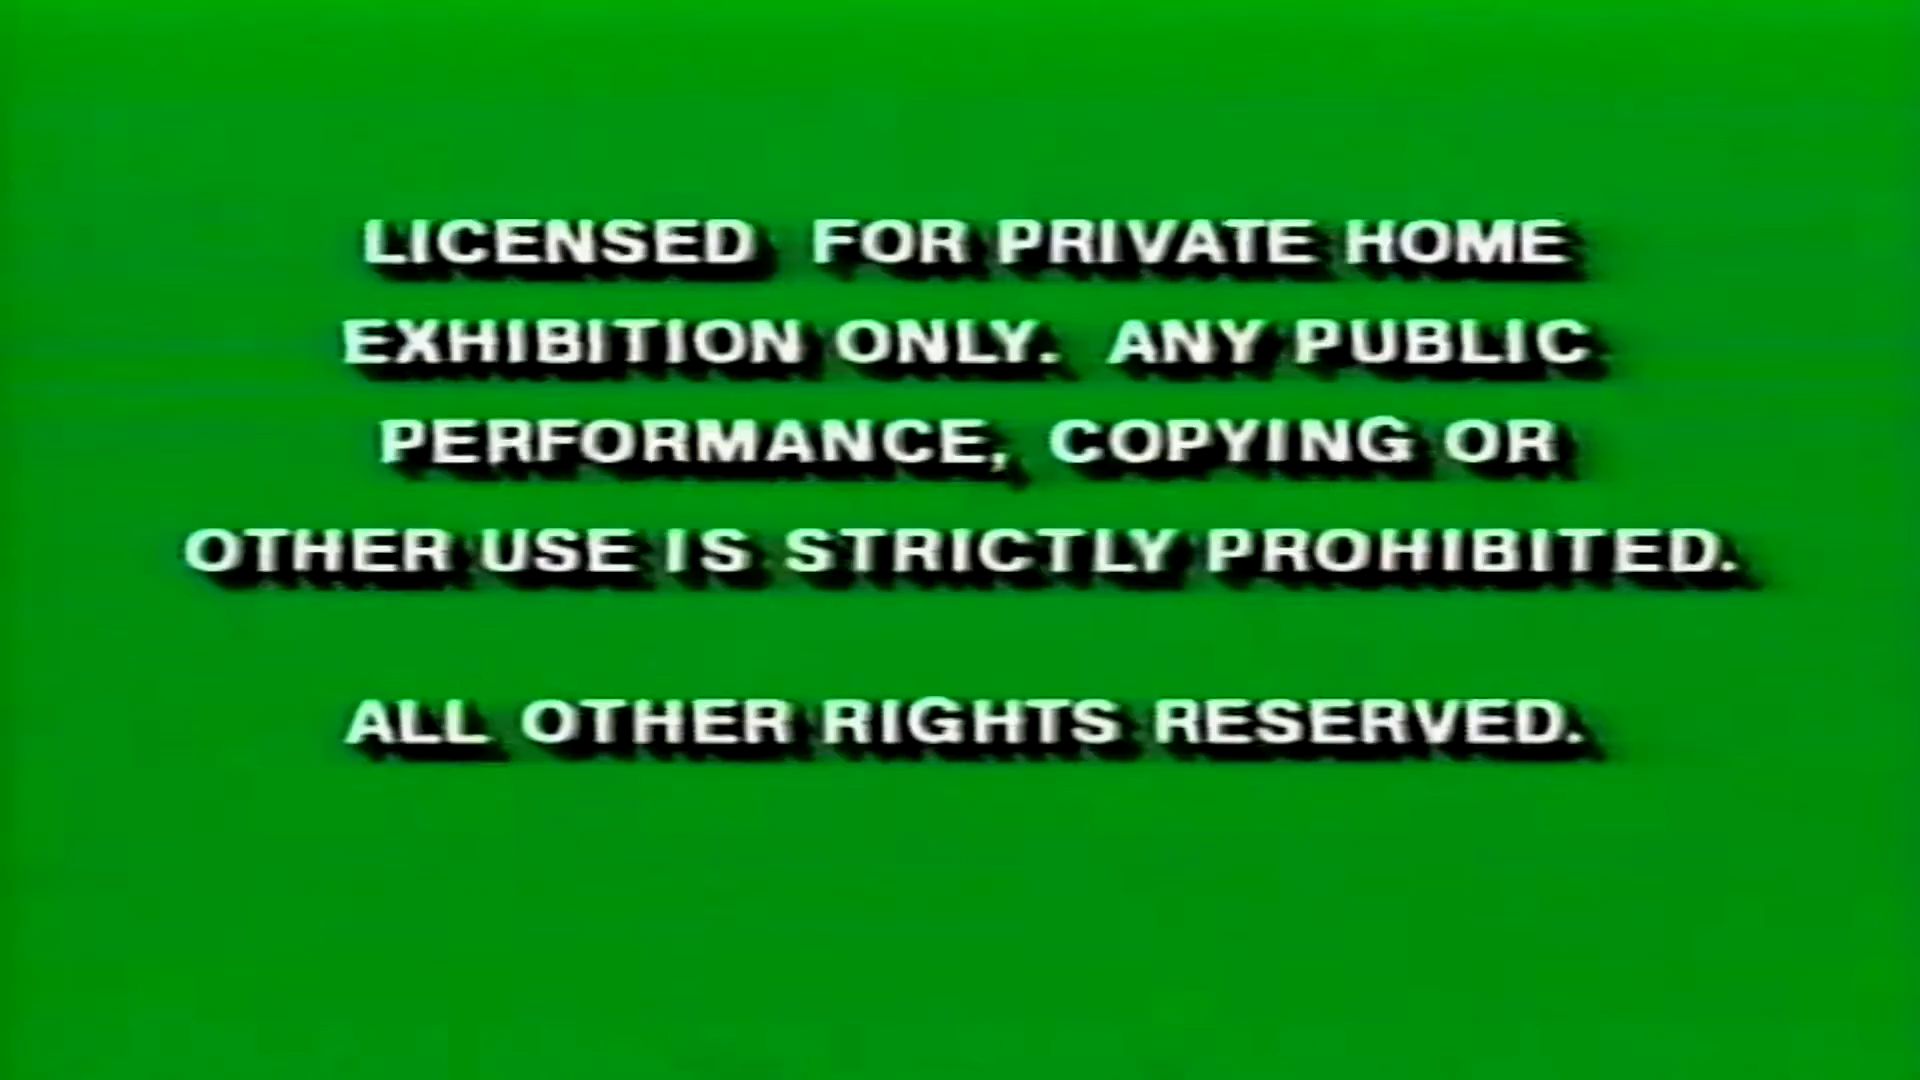 LICENSED FOR PRIVATE HOME
EXHIBITION ONLY. ANY PUBLIC
PERFORMANCE, COPYING OR
OTHER USE IS STRICTLY PROHIBITED.
ALL OTHER RIGHTS RESERVED.